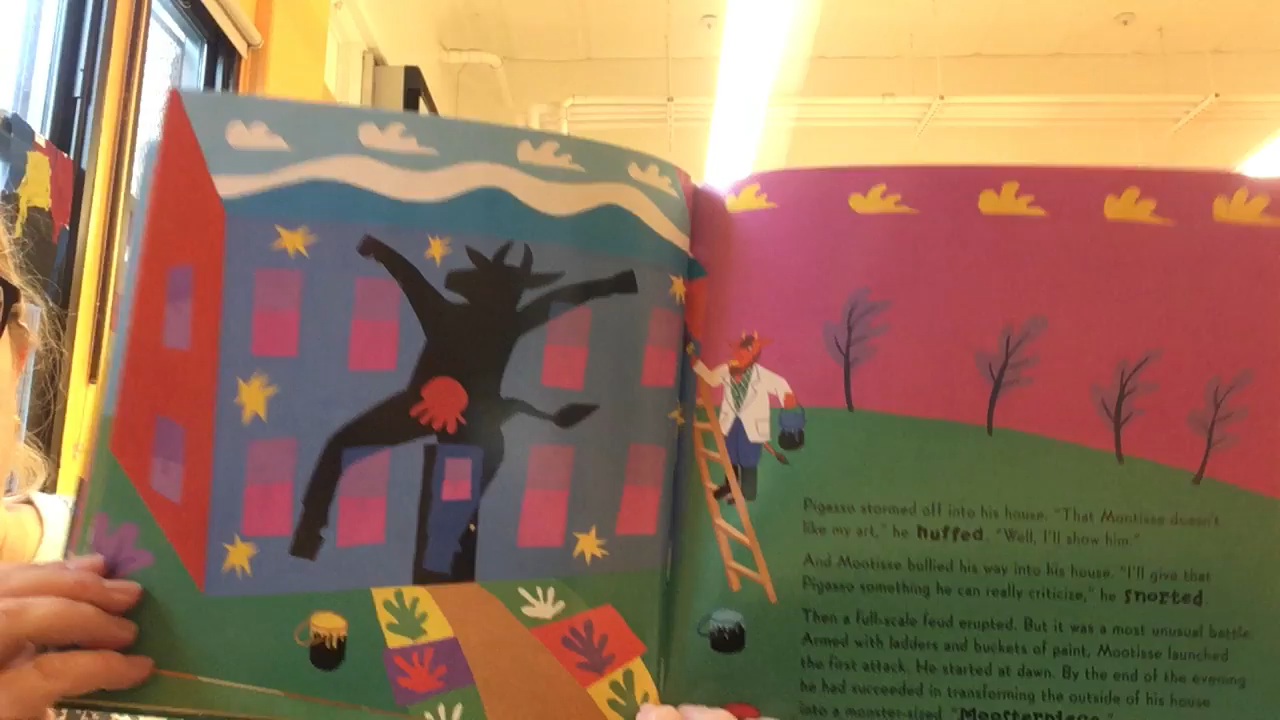 Pigasso stormed off into his house. "That Mootisse doesn't
like my art," he huffed. "Well, I'll show him."
And Mootisse bullied his way into his house. "I'll give that
Pigasso something he can really criticize," he snorted.
Then a full-scale feud erupted. But it was a most unusual battle.
Armed with ladders and buckets of paint, Mootisse launched
the first attack. He started at dawn. By the end of the evening
he had succeeded in transforming the outside of his house
into a monster-sized "Moosterpiece."